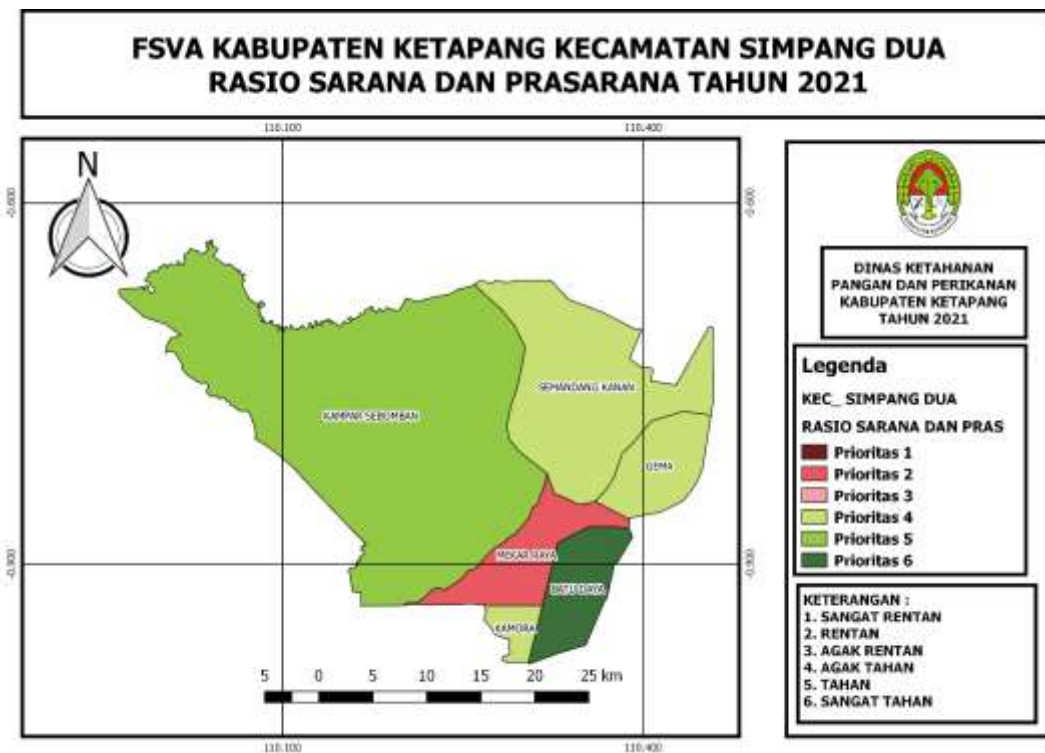 FSVA KABUPATEN KETAPANG KECAMATAN SIMPANG DUA
RASIO SARANA DAN PRASARANA TAHUN 2021
110.100
110.400
N
-0.600
-0.600
KAMPAR SEBOMBAN
SEMANDANG KANAN
GEMA
MEKAR RAYA
BATU DAYA
KAMORA
-0.900
-0.900
5 0 5 10 15 20 25 km
110.100
110.400
DINAS KETAHANAN
PANGAN DAN PERIKANAN
KABUPATEN KETAPANG
TAHUN 2021
Legenda
KEC_ SIMPANG DUA
RASIO SARANA DAN PRAS
Prioritas 1
Prioritas 2
Prioritas 3
Prioritas 4
Prioritas 5
Prioritas 6
KETERANGAN :
1. SANGAT RENTAN
2. RENTAN
3. AGAK RENTAN
4. AGAK TAHAN
5. TAHAN
6. SANGAT TAHAN